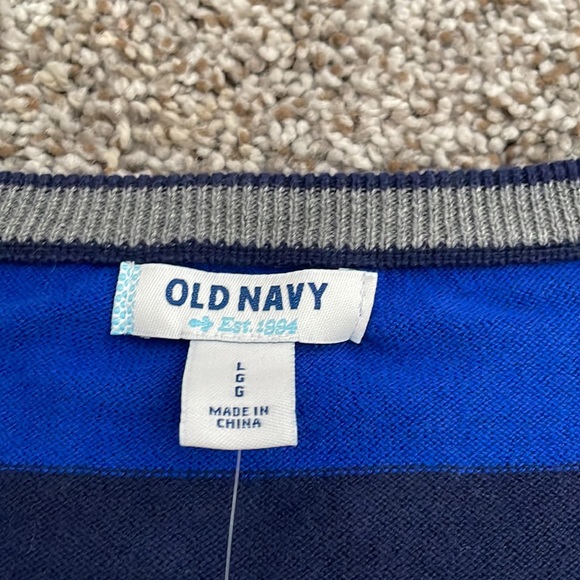 OLD NAVY
Est. 1994
L
G
G
MADE IN
CHINA